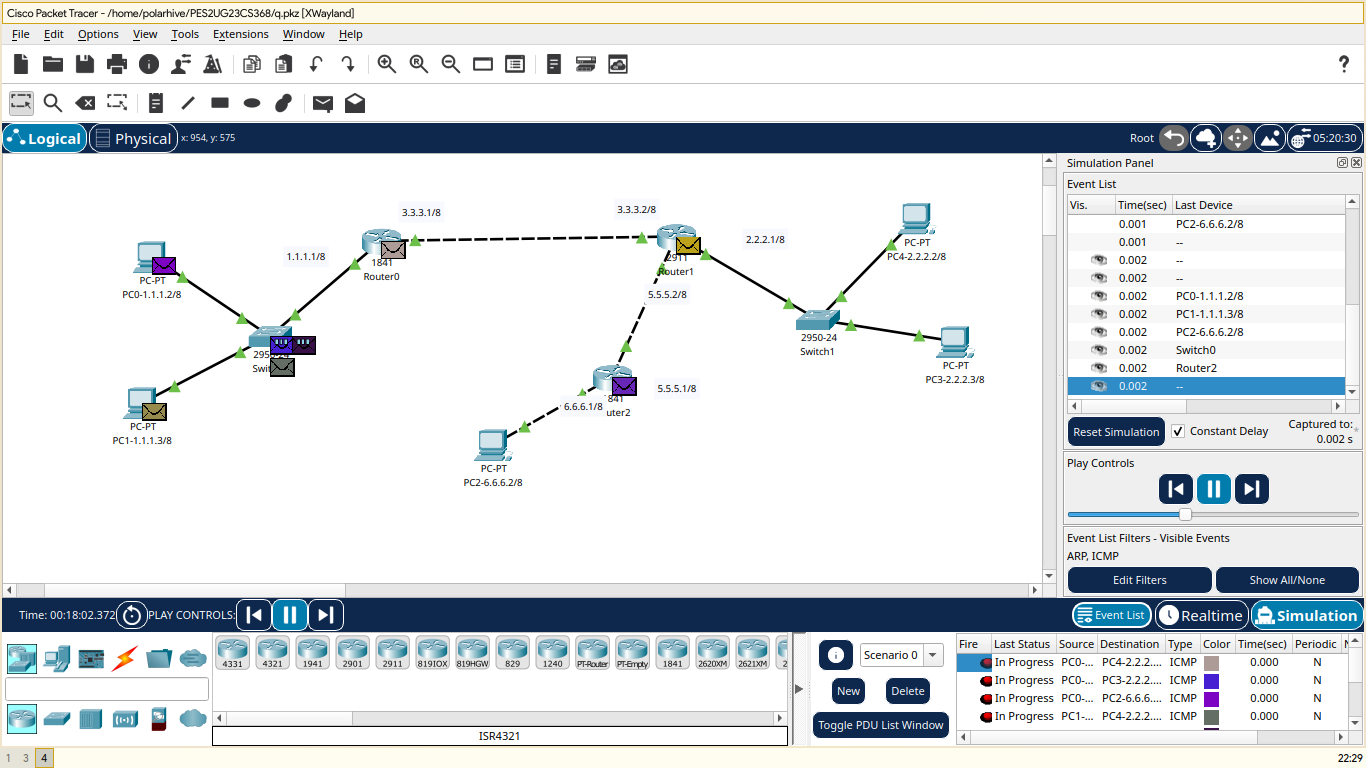 Cisco Packet Tracer - /home/polarhive/PES2UG23CS368/q.pkz [XWayland]
File Edit Options View Tools Extensions Window Help
Logical Physical x: 954, y: 575 Root 05:20:30
3.3.3.1/8
3.3.3.2/8
2.2.2.1/8
1.1.1.1/8
1841
Router0
2911
Router1
PC-PT
PC4-2.2.2.2/8
PC-PT
PC0-1.1.1.2/8
5.5.5.2/8
2950-24
Switch1
PC-PT
PC3-2.2.2.3/8
5.5.5.1/8
6.6.6.1/8
841
uter2
PC-PT
PC1-1.1.1.3/8
PC-PT
PC2-6.6.6.2/8
Simulation Panel
Event List
Vis. Time(sec) Last Device
0.001 PC2-6.6.6.2/8
0.001 --
0.002 --
0.002 --
0.002 PC0-1.1.1.2/8
0.002 PC1-1.1.1.3/8
0.002 PC2-6.6.6.2/8
0.002 Switch0
0.002 Router2
0.002 --
Reset Simulation Constant Delay Captured to:
0.002 s
Play Controls
Event List Filters - Visible Events
ARP, ICMP
Edit Filters Show All/None
Time: 00:18:02.372 PLAY CONTROLS: Event List Realtime Simulation
4331 4321 1941 2901 2911 819IOX 819HGW 829 1240 PT-Router PT-Empty 1841 2620XM 2621XM
ISR4321
Scenario 0
New Delete
Toggle PDU List Window
Fire Last Status Source Destination Type Color Time(sec) Periodic
In Progress PC0-... PC4-2.2.2.... ICMP 0.000 N
In Progress PC0-... PC3-2.2.2.... ICMP 0.000 N
In Progress PC0-... PC2-6.6.6.... ICMP 0.000 N
In Progress PC1-... PC4-2.2.2.... ICMP 0.000 N
1 3 4 22:29